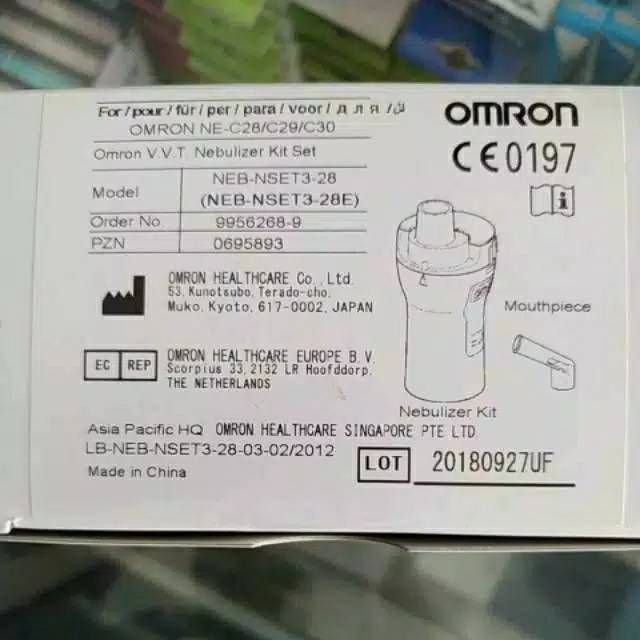 For / pour / für / per / para / voor / для / ل
OMRON NE-C28/C29/C30
OMRON
Omron V.V.T. Nebulizer Kit Set
CE0197
Model
NEB-NSET3-28
(NEB-NSET3-28E)
Order No.
9956268-9
PZN
0695893
OMRON HEALTHCARE Co., Ltd.
53, Kunotsubo, Terado-cho,
Muko, Kyoto, 617-0002, JAPAN
Mouthpiece
EC REP
OMRON HEALTHCARE EUROPE B.V.
Scorpius 33, 2132 LR Hoofddorp,
THE NETHERLANDS
Nebulizer Kit
Asia Pacific HQ OMRON HEALTHCARE SINGAPORE PTE LTD.
LB-NEB-NSET3-28-03-02/2012
LOT 20180927UF
Made in China